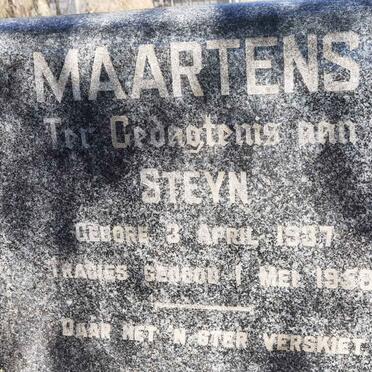 MAARTENS
Ter Gedagtenis aan
STEYN
GEBORE 3 APRIL 1937
TRAGIES GEDOOD 1 MEI 1958
DAAR HET 'N STER VERSKIET